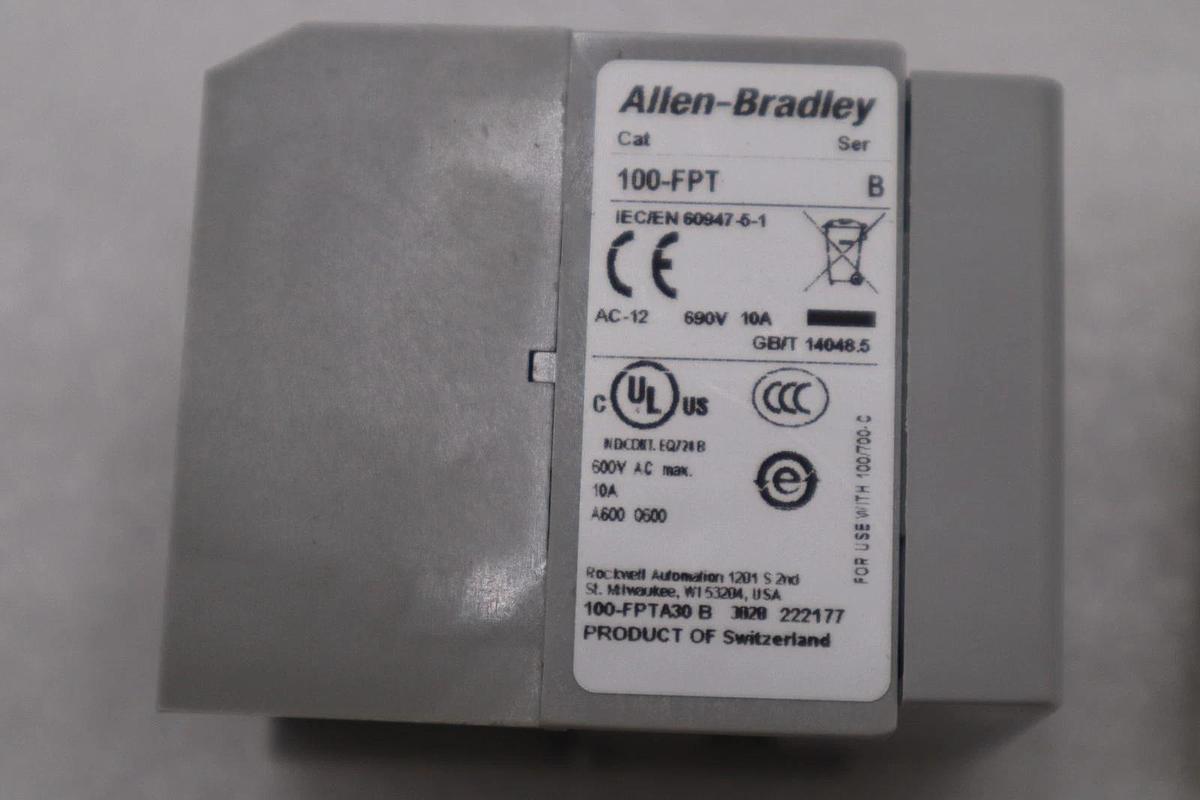 Allen-Bradley
Cat Ser
100-FPT B
IEC/EN 60947-5-1
CE
AC-12 690V 10A
GB/T 14048.5
C UL US
CCC
e
600V AC max.
10A
A600 Q600
FOR USE WITH 100/700-C
Rockwell Automation 1201 S 2nd
St. Milwaukee, WI 53204, USA
100-FPTA30 B 222177
PRODUCT OF Switzerland